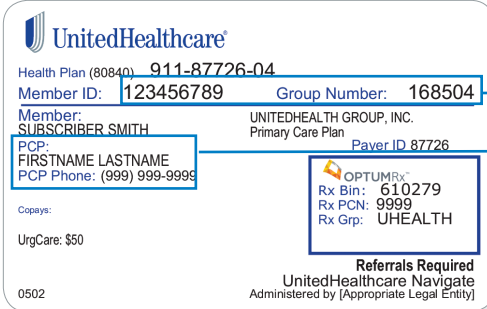 UnitedHealthcare®
Health Plan (80840) 911-87726-04
Member ID: 123456789 Group Number: 168504
Member:
SUBSCRIBER SMITH
UNITEDHEALTH GROUP, INC.
Primary Care Plan
PCP:
FIRSTNAME LASTNAME
PCP Phone: (999) 999-9999
Payer ID 87726
OPTUMRx™
Rx Bin: 610279
Rx PCN: 9999
Rx Grp: UHEALTH
Copays:
UrgCare: $50
Referrals Required
UnitedHealthcare Navigate
0502 Administered by [Appropriate Legal Entity]